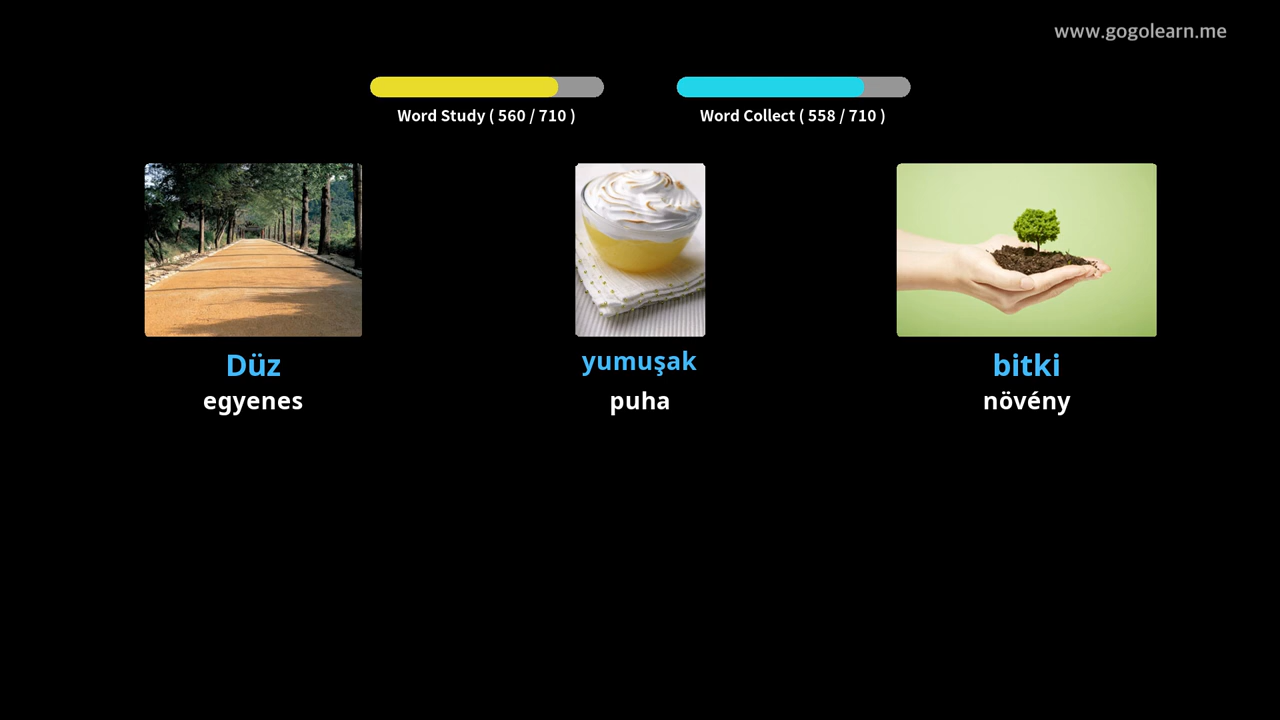 www.gogolearn.me
Word Study ( 560 / 710 )
Word Collect ( 558 / 710 )
Düz
yumuşak
bitki
egyenes
puha
növény